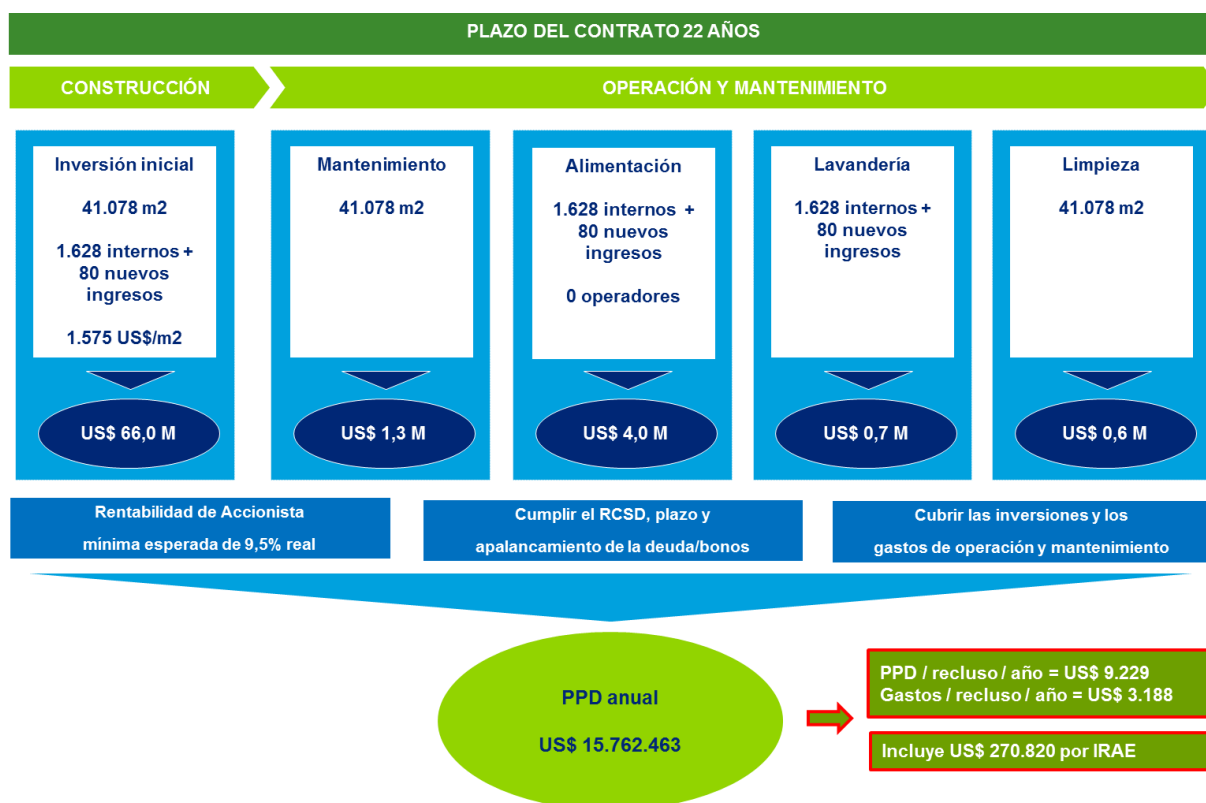 PLAZO DEL CONTRATO 22 AÑOS
CONSTRUCCIÓN
OPERACIÓN Y MANTENIMIENTO
Inversión inicial
41.078 m2
1.628 internos +
80 nuevos
ingresos
1.575 US$/m2
US$ 66,0 M
Mantenimiento
41.078 m2
US$ 1,3 M
Alimentación
1.628 internos +
80 nuevos
ingresos
0 operadores
US$ 4,0 M
Lavandería
1.628 internos +
80 nuevos
ingresos
US$ 0,7 M
Limpieza
41.078 m2
US$ 0,6 M
Rentabilidad de Accionista
mínima esperada de 9,5% real
Cumplir el RCSD, plazo y
apalancamiento de la deuda/bonos
Cubrir las inversiones y los
gastos de operación y mantenimiento
PPD anual
US$ 15.762.463
PPD / recluso / año = US$ 9.229
Gastos / recluso / año = US$ 3.188
Incluye US$ 270.820 por IRAE